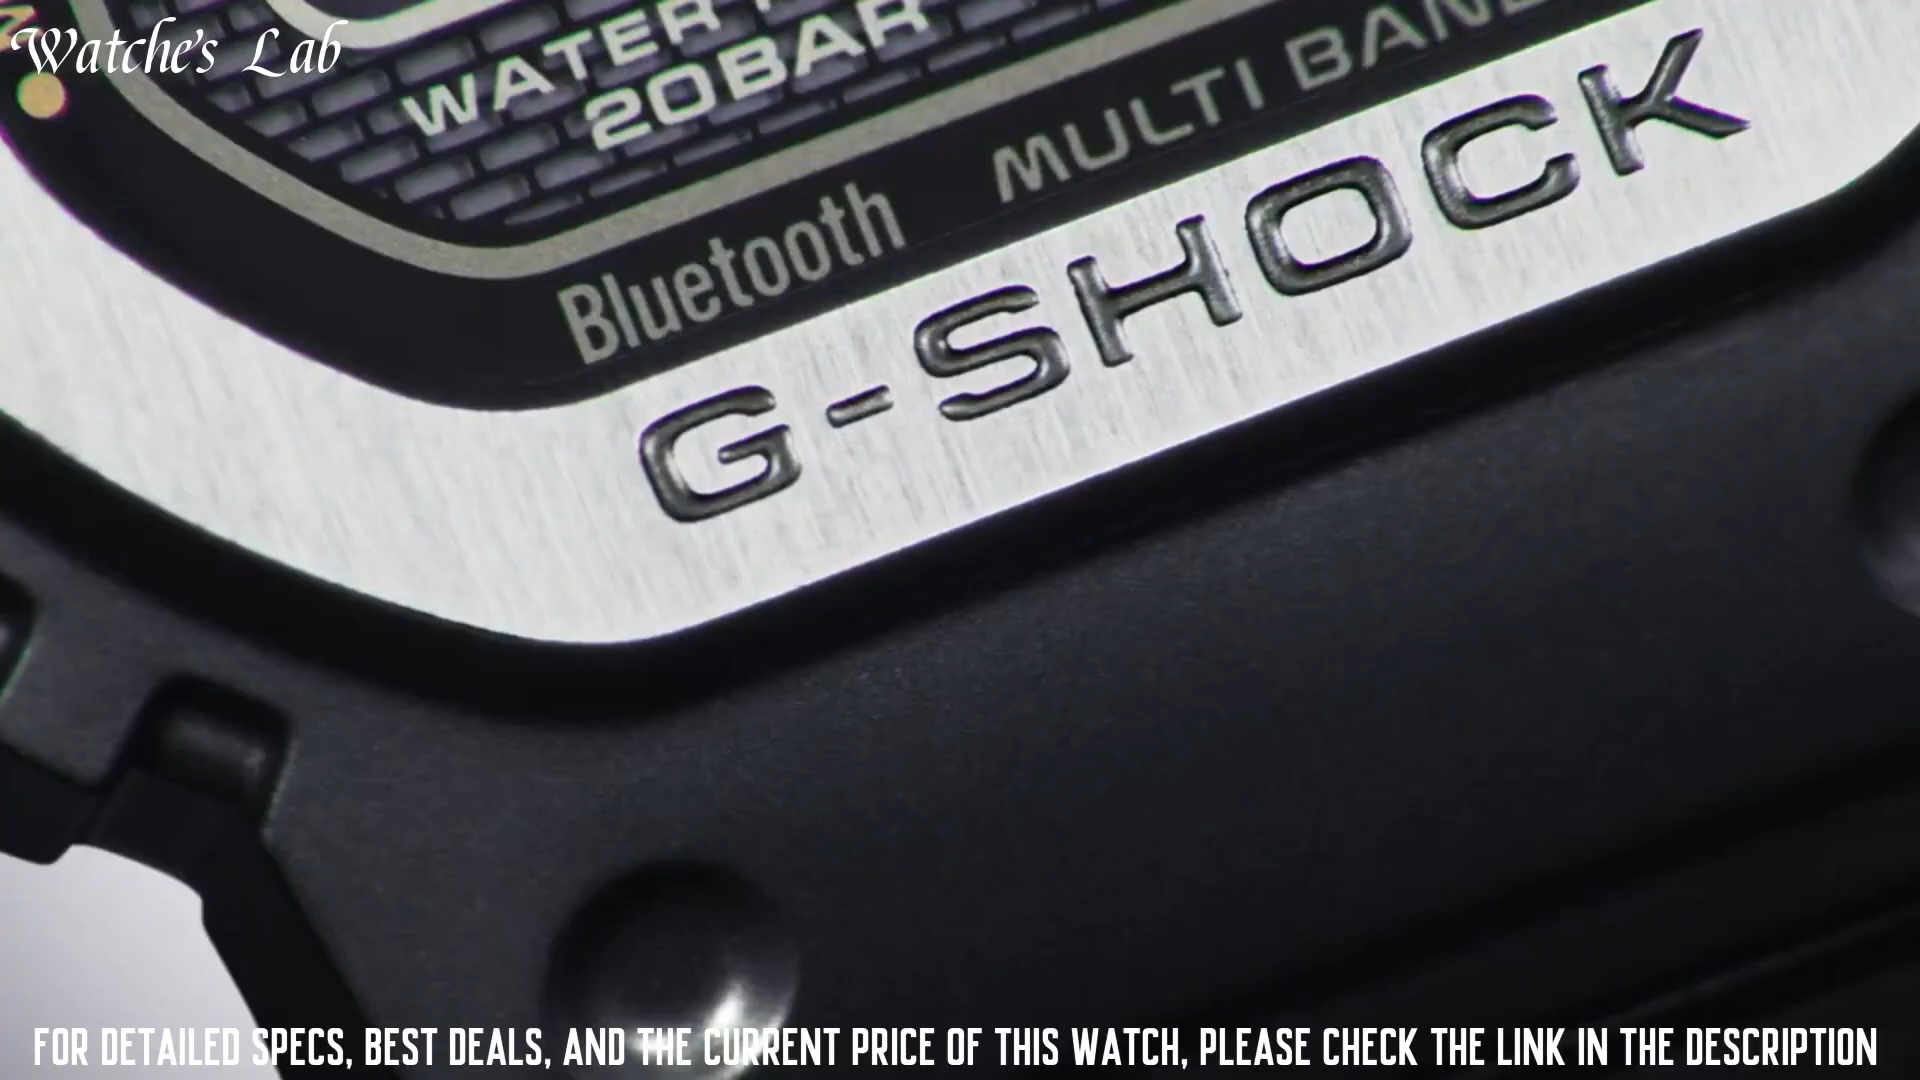 Watche's Lab
WATER
20BAR
Bluetooth MULTI
G-SHOCK
FOR DETAILED SPECS, BEST DEALS, AND THE CURRENT PRICE OF THIS WATCH, PLEASE CHECK THE LINK IN THE DESCRIPTION